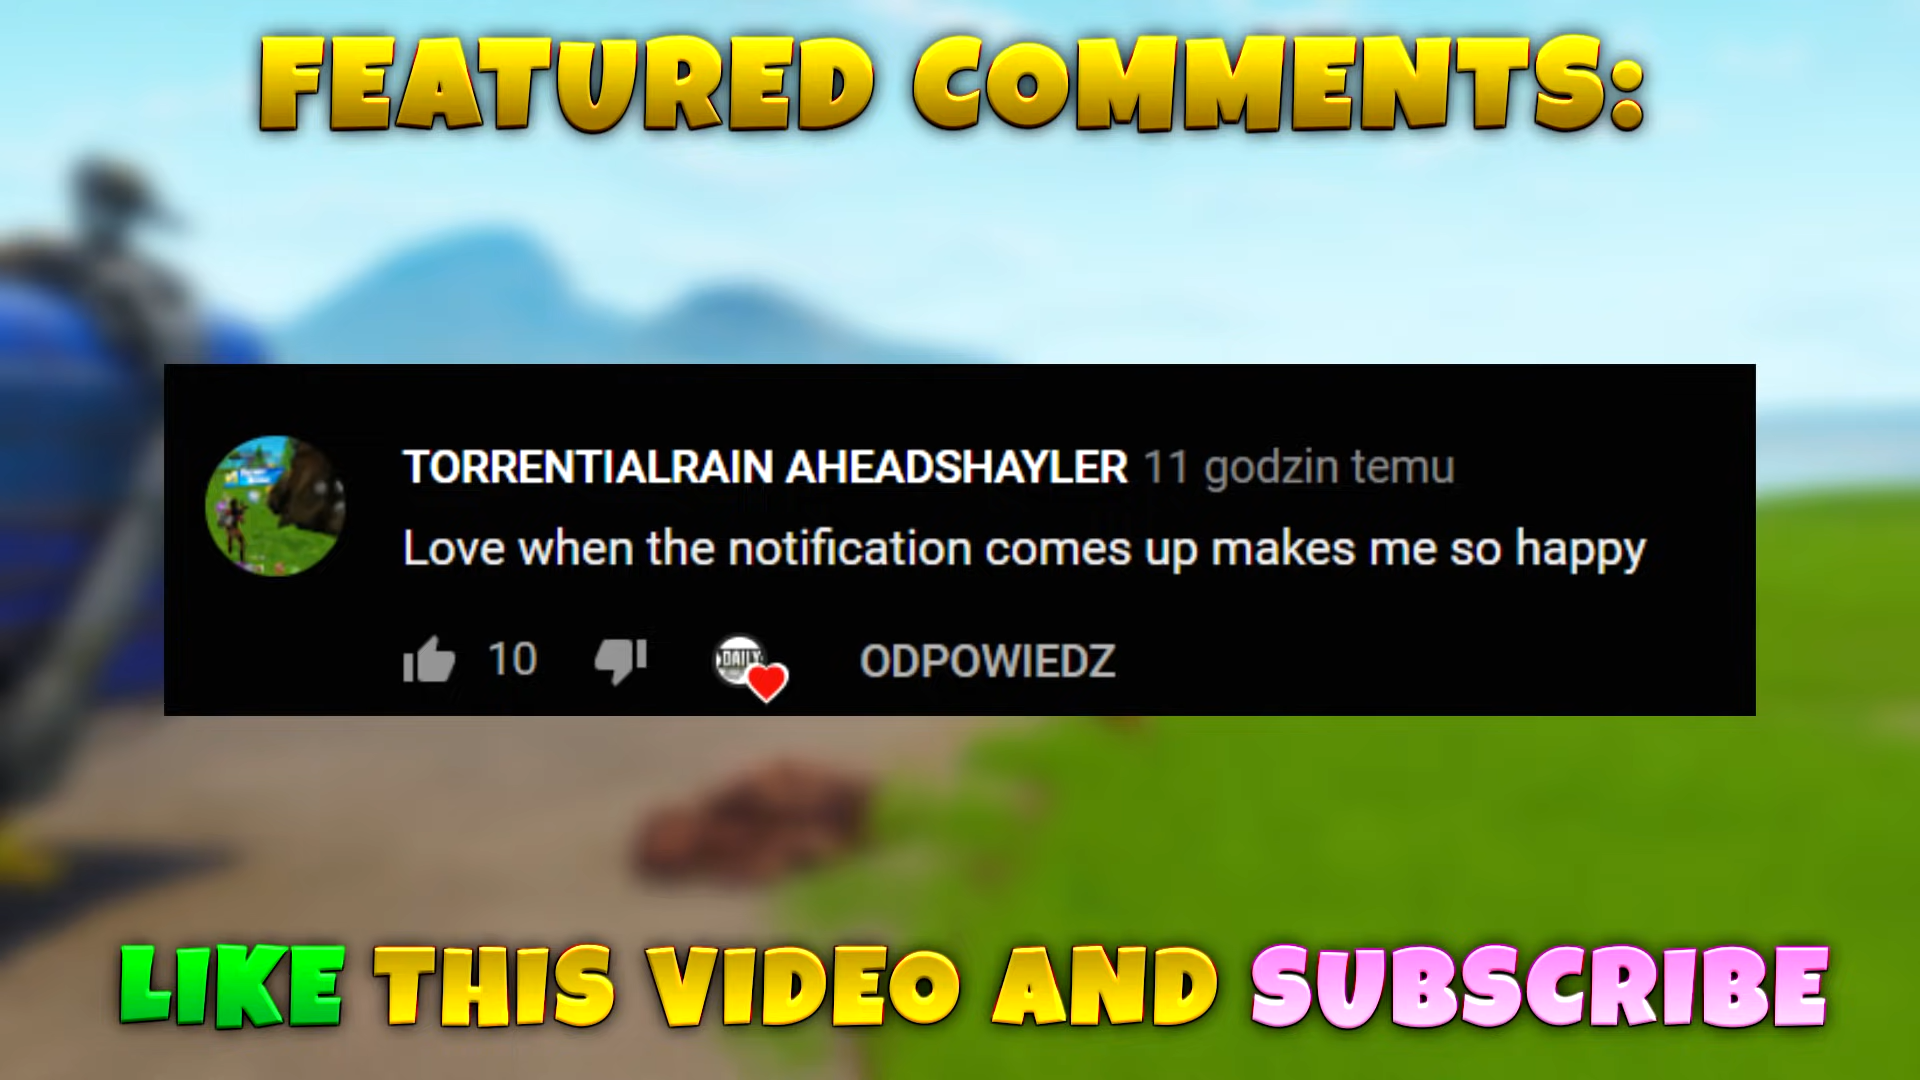 FEATURED COMMENTS:
TORRENTIALRAIN AHEADSHAYLER 11 godzin temu
Love when the notification comes up makes me so happy
10 DAILY ODPOWIEDZ
LIKE THIS VIDEO AND SUBSCRIBE